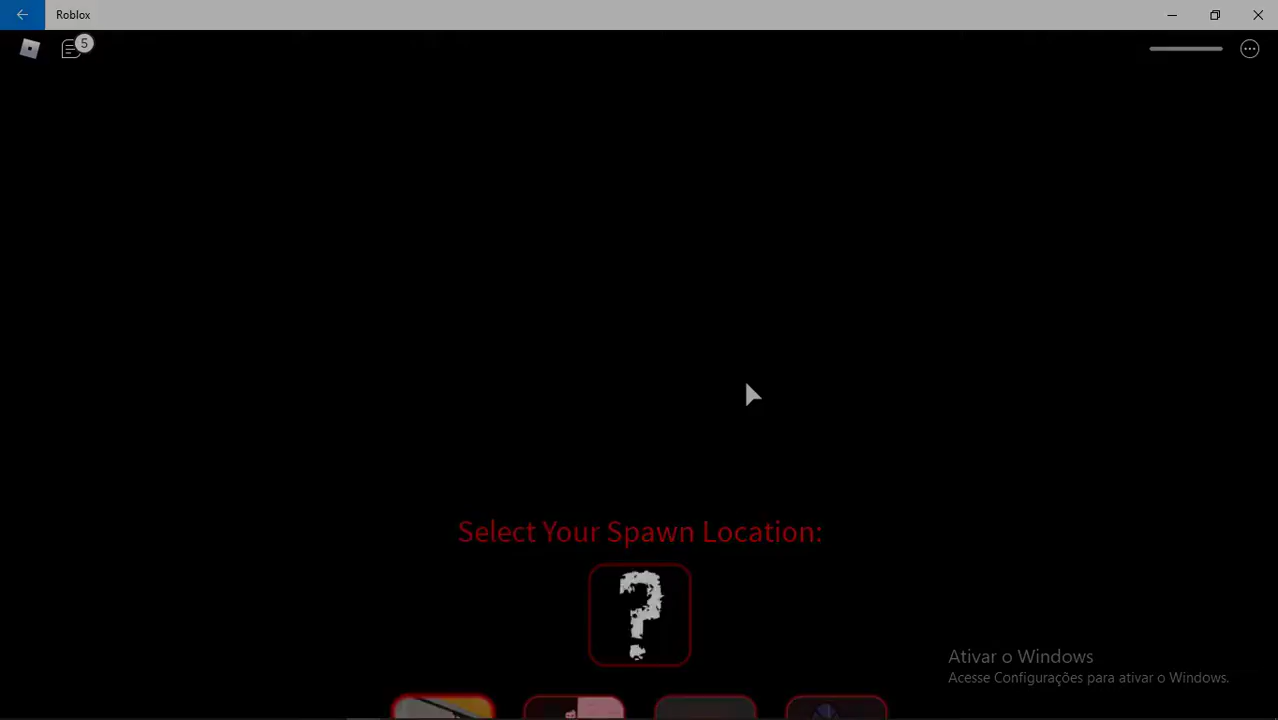 Roblox
5
Select Your Spawn Location:
?
Ativar o Windows
Acesse Configurações para ativar o Windows.